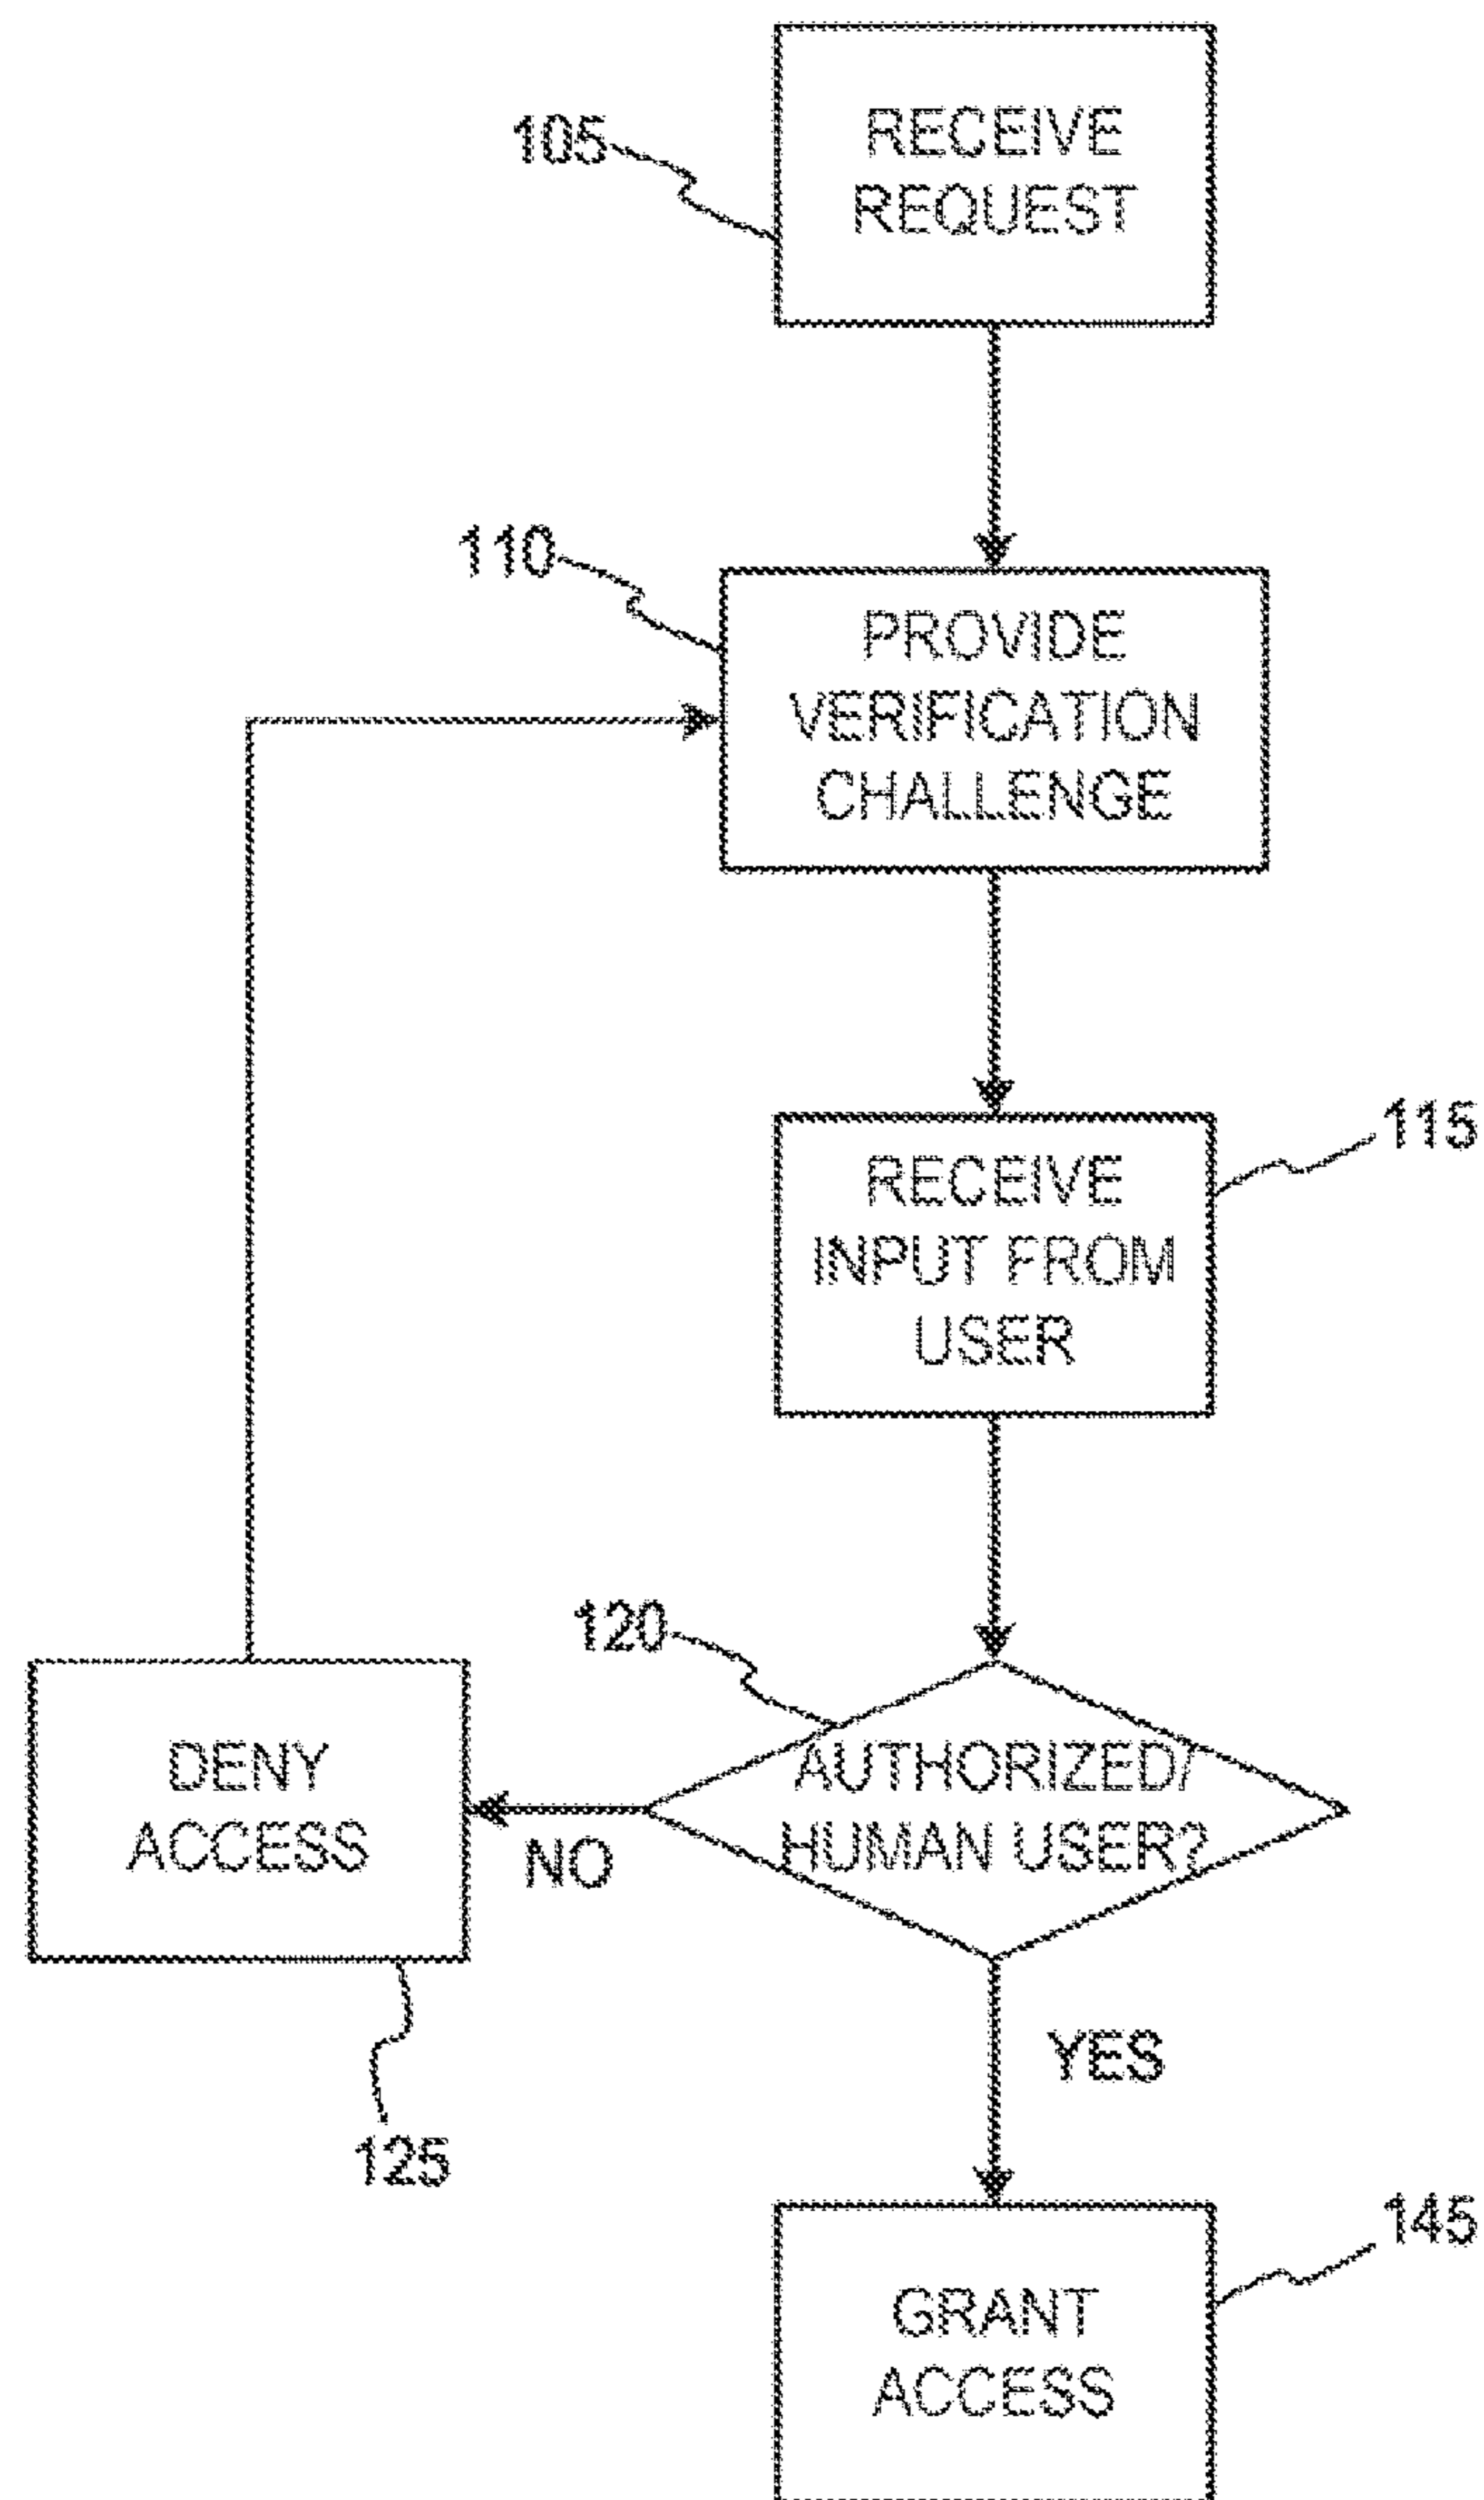 105
RECEIVE
REQUEST
110
PROVIDE
VERIFICATION
CHALLENGE
115
RECEIVE
INPUT FROM
USER
120
AUTHORIZED/
HUMAN USER?
NO
DENY
ACCESS
125
YES
145
GRANT
ACCESS